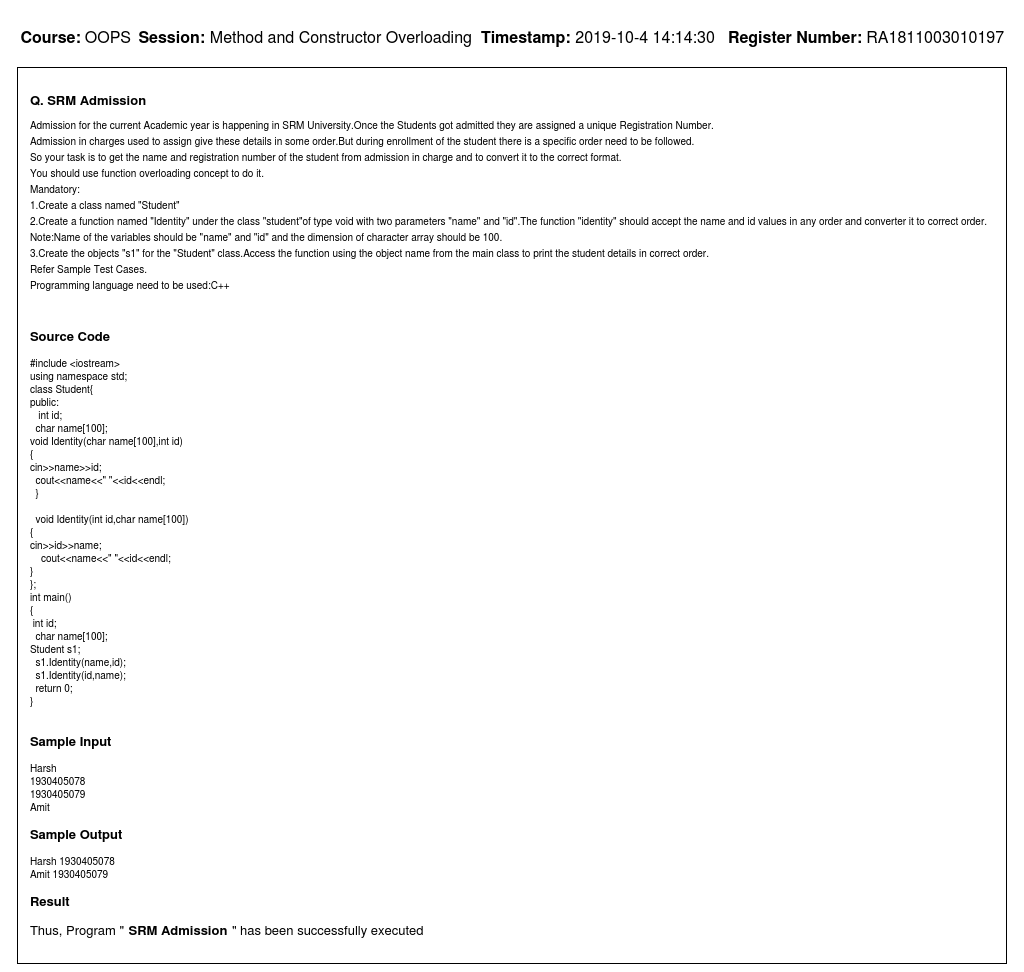 Course: OOPS Session: Method and Constructor Overloading Timestamp: 2019-10-4 14:14:30 Register Number: RA1811003010197
Q. SRM Admission
Admission for the current Academic year is happening in SRM University.Once the Students got admitted they are assigned a unique Registration Number.
Admission in charges used to assign give these details in some order.But during enrollment of the student there is a specific order need to be followed.
So your task is to get the name and registration number of the student from admission in charge and to convert it to the correct format.
You should use function overloading concept to do it.
Mandatory:
1.Create a class named "Student"
2.Create a function named "Identity" under the class "student"of type void with two parameters "name" and "id".The function "identity" should accept the name and id values in any order and converter it to correct order.
Note:Name of the variables should be "name" and "id" and the dimension of character array should be 100.
3.Create the objects "s1" for the "Student" class.Access the function using the object name from the main class to print the student details in correct order.
Refer Sample Test Cases.
Programming language need to be used:C++
Source Code
#include <iostream>
using namespace std;
class Student{
public:
int id;
char name[100];
void Identity(char name[100],int id)
{
cin>>name>>id;
cout<<name<<" "<<id<<endl;
}
void Identity(int id,char name[100])
{
cin>>id>>name;
cout<<name<<" "<<id<<endl;
}
};
int main()
{
int id;
char name[100];
Student s1;
s1.Identity(name,id);
s1.Identity(id,name);
return 0;
}
Sample Input
Harsh
1930405078
1930405079
Amit
Sample Output
Harsh 1930405078
Amit 1930405079
Result
Thus, Program " SRM Admission " has been successfully executed